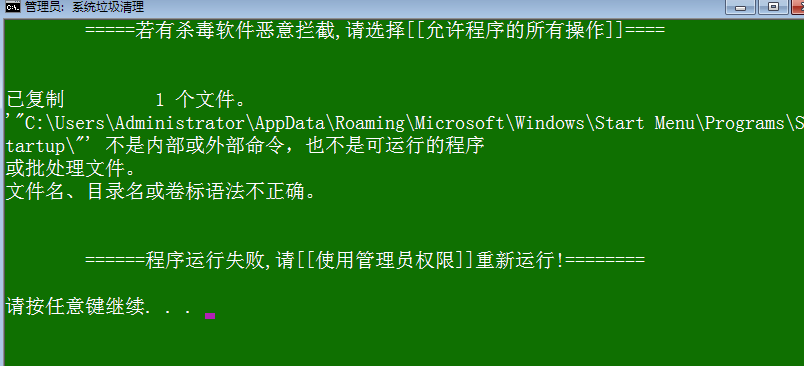 管理员: 系统垃圾清理
=====若有杀毒软件恶意拦截,请选择[[允许程序的所有操作]]====
已复制         1 个文件。
'"C:\Users\Administrator\AppData\Roaming\Microsoft\Windows\Start Menu\Programs\S
tartup\"' 不是内部或外部命令，也不是可运行的程序
或批处理文件。
文件名、目录名或卷标语法不正确。
======程序运行失败,请[[使用管理员权限]]重新运行!========
请按任意键继续. . .